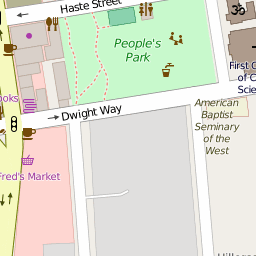 Haste Street
People's
Park
First C
of C
Scie
ooks
Dwight Way
American
Baptist
Seminary
of the
West
Fred's Market